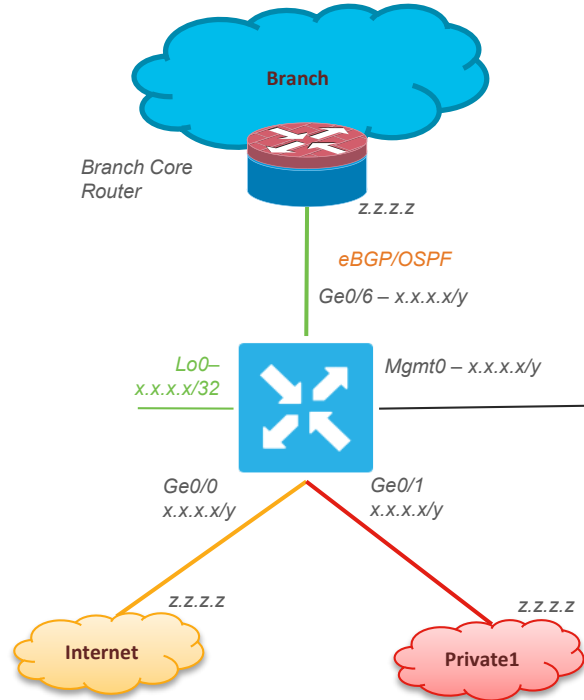 Branch
Branch Core
Router
z.z.z.z
eBGP/OSPF
Ge0/6 – x.x.x.x/y
Lo0–
x.x.x.x/32
Mgmt0 – x.x.x.x/y
Ge0/0
x.x.x.x/y
Ge0/1
x.x.x.x/y
z.z.z.z
z.z.z.z
Internet
Private1